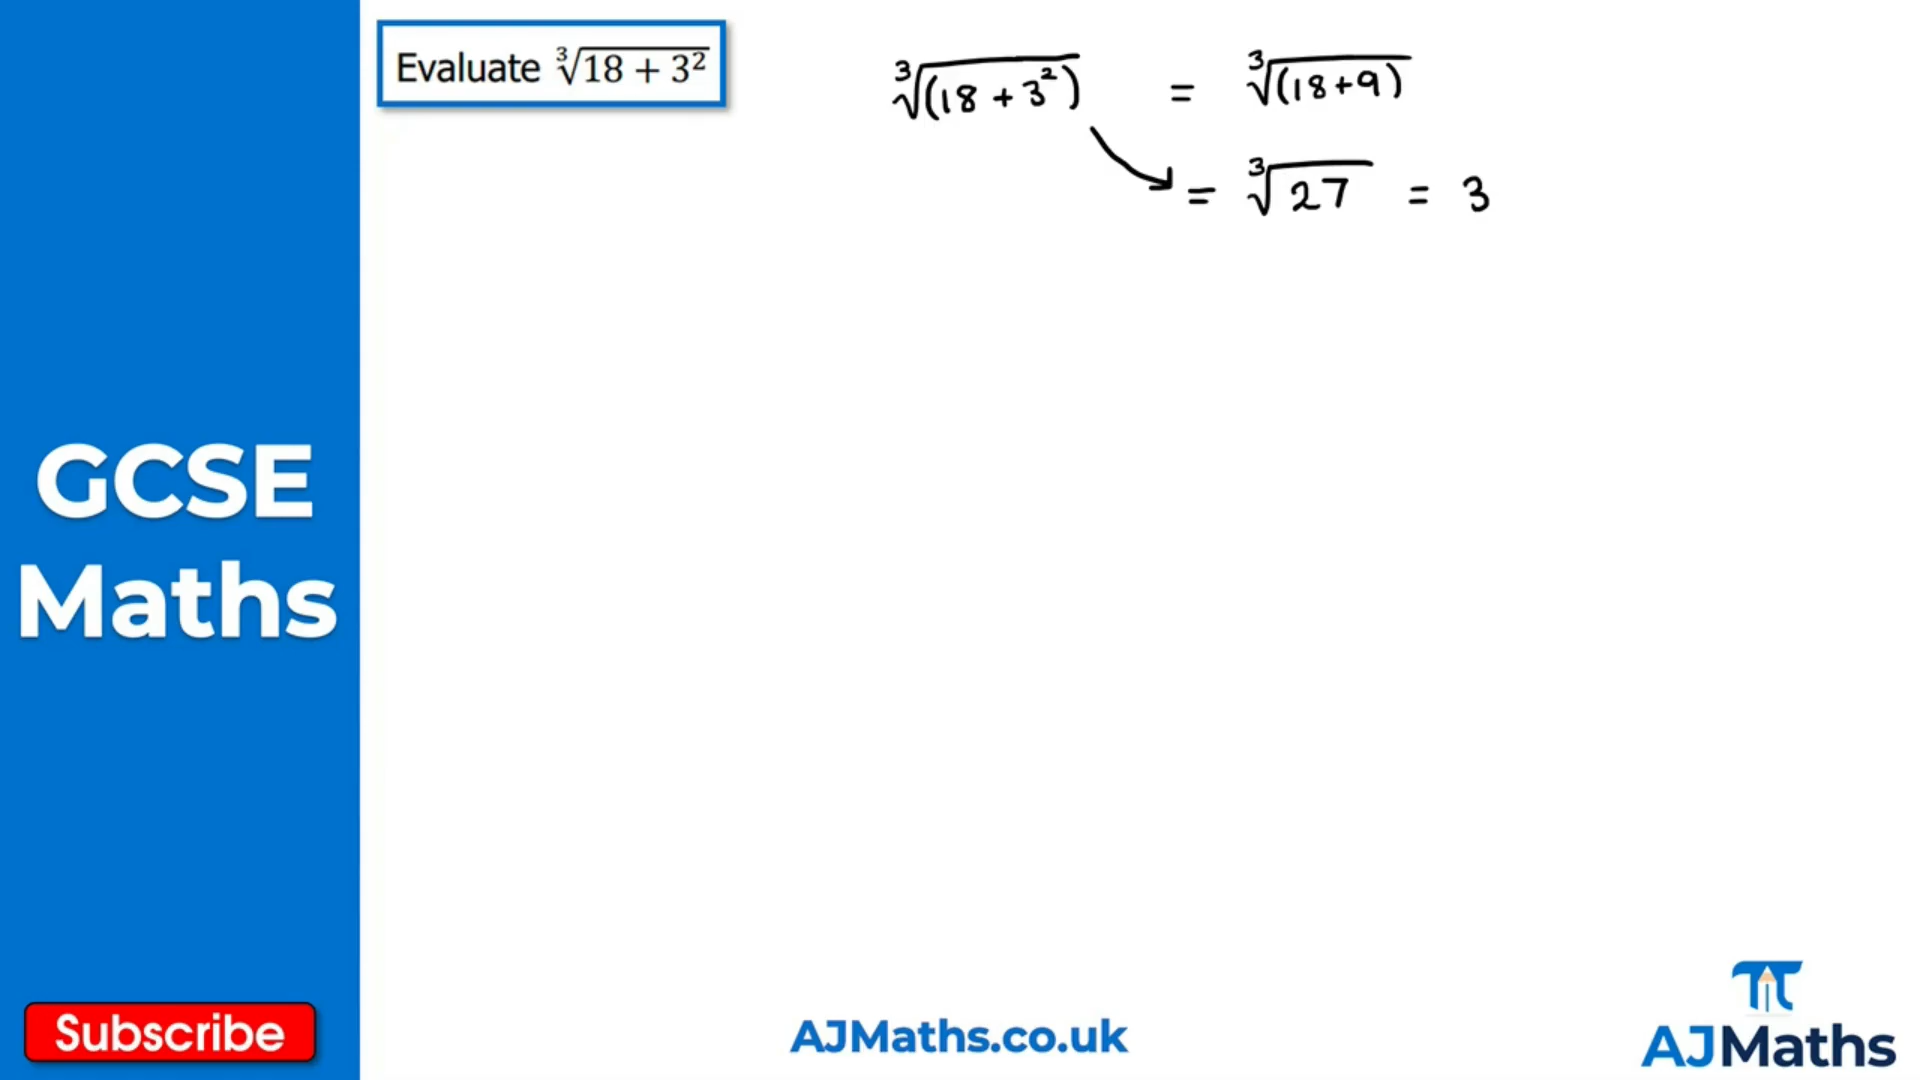 Evaluate ∛(18 + 3²)
∛(18 + 3²) = ∛(18+9)
= ∛27 = 3
GCSE
Maths
Subscribe
AJMaths.co.uk
AJMaths